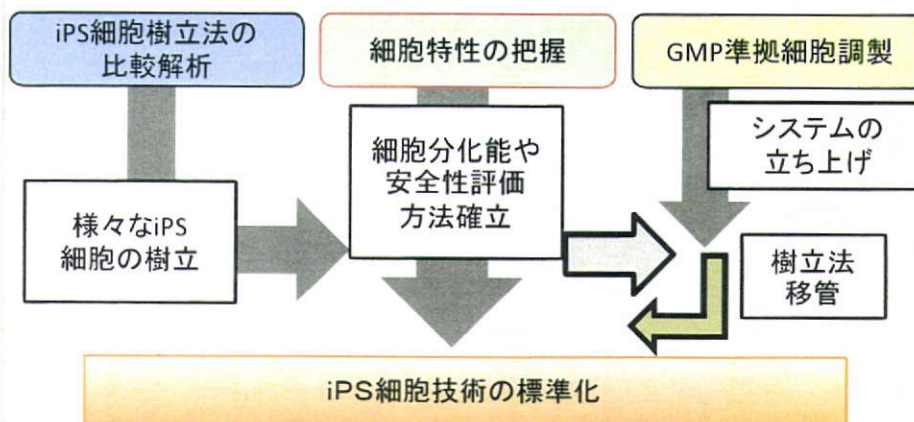 iPS細胞樹立法の
比較解析
細胞特性の把握
GMP準拠細胞調製
システムの
立ち上げ
細胞分化能や
安全性評価
方法確立
様々なiPS
細胞の樹立
樹立法
移管
iPS細胞技術の標準化